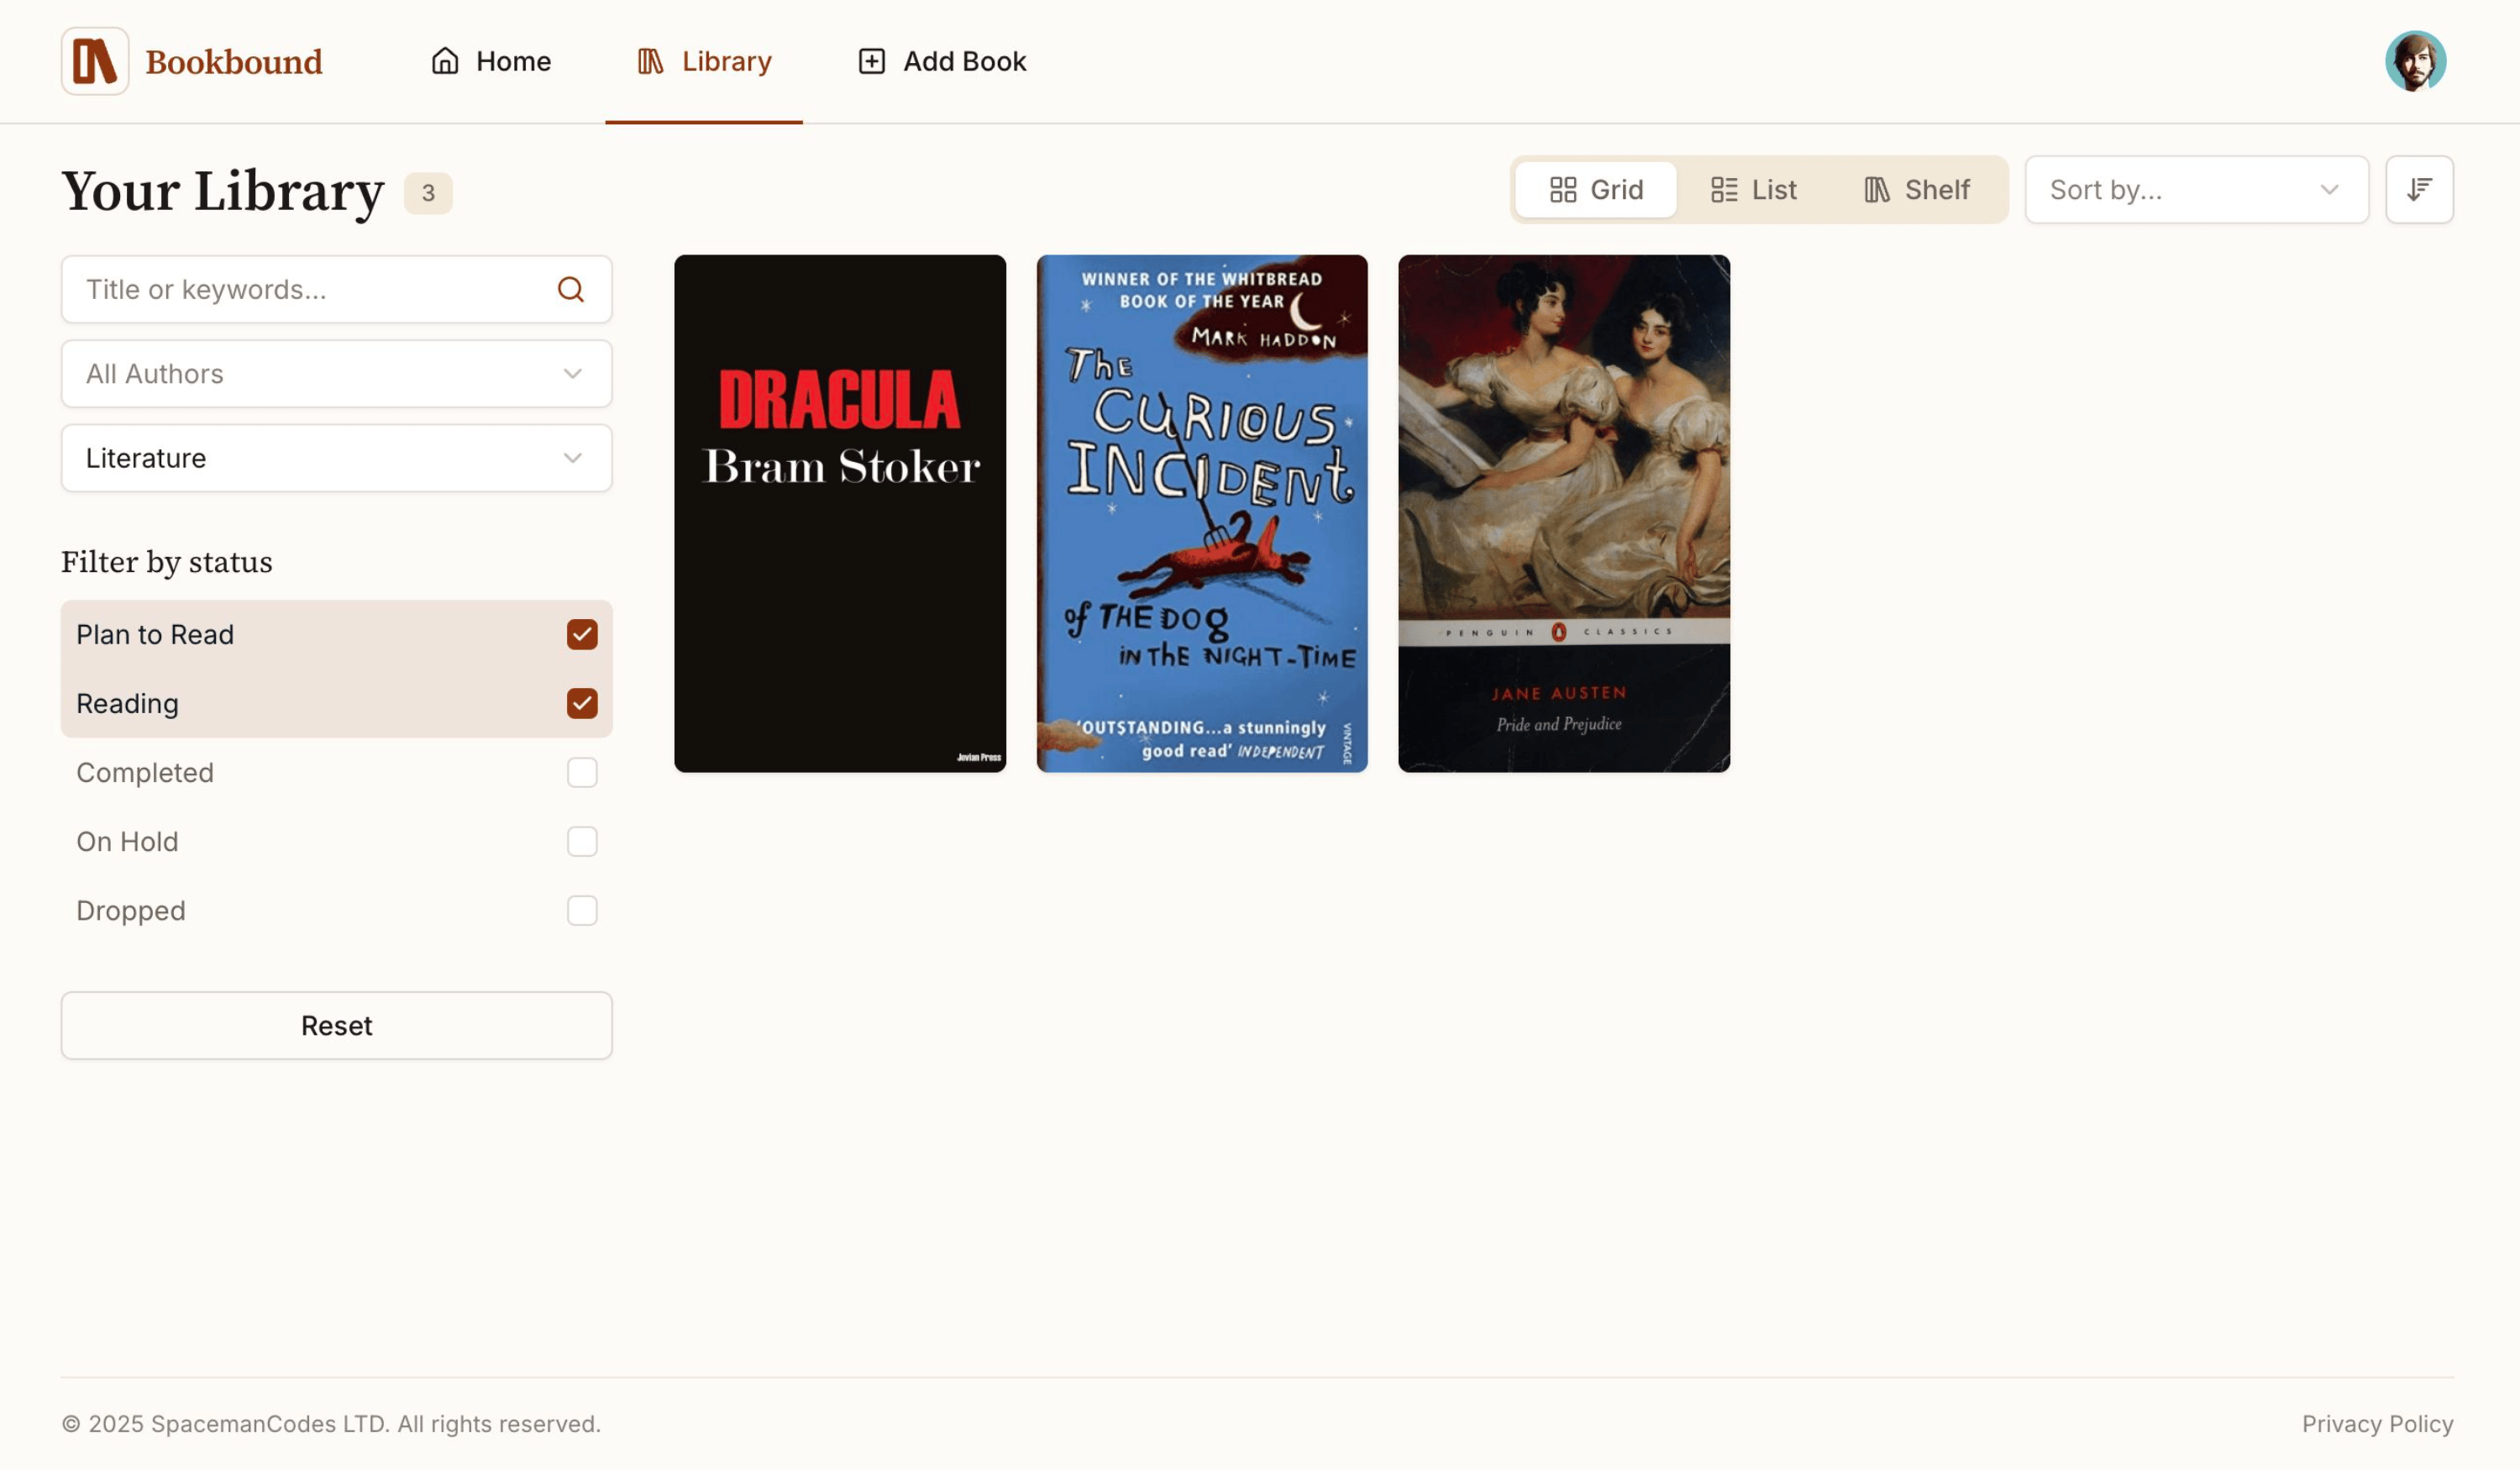 Bookbound
Home
Library
Add Book
Your Library
3
Grid
List
Shelf
Sort by...
Title or keywords...
All Authors
Literature
Filter by status
Plan to Read
Reading
Completed
On Hold
Dropped
Reset
DRACULA
Bram Stoker
Jovian Press
WINNER OF THE WHITBREAD
BOOK OF THE YEAR
MARK HADDON
The
CURIOUS
INCIDENT
of THE DOG
IN THE NIGHT-TIME
'OUTSTANDING...a stunningly
good read' INDEPENDENT
VINTAGE
PENGUIN CLASSICS
JANE AUSTEN
Pride and Prejudice
© 2025 SpacemanCodes LTD. All rights reserved.
Privacy Policy